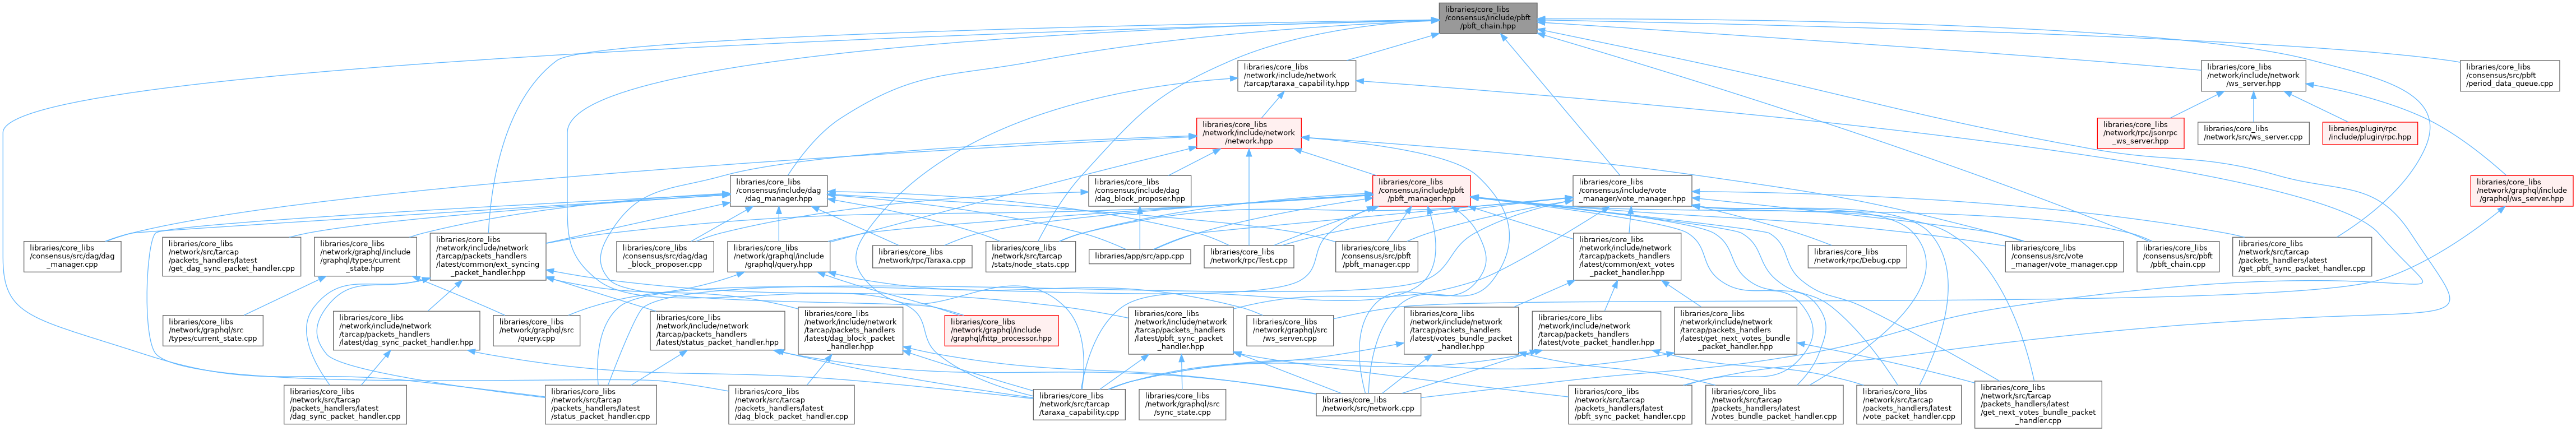 libraries/core_libs
/consensus/include/pbft
/pbft_chain.hpp
libraries/core_libs
/network/include/network
/tarcap/taraxa_capability.hpp
libraries/core_libs
/network/include/network
/ws_server.hpp
libraries/core_libs
/consensus/src/pbft
/period_data_queue.cpp
libraries/core_libs
/network/include/network
/network.hpp
libraries/core_libs
/network/rpc/jsonrpc
_ws_server.hpp
libraries/core_libs
/network/src/ws_server.cpp
libraries/plugin/rpc
/include/plugin/rpc.hpp
libraries/core_libs
/consensus/include/dag
/dag_manager.hpp
libraries/core_libs
/consensus/include/dag
/dag_block_proposer.hpp
libraries/core_libs
/consensus/include/pbft
/pbft_manager.hpp
libraries/core_libs
/consensus/include/vote
_manager/vote_manager.hpp
libraries/core_libs
/network/graphql/include
/graphql/ws_server.hpp
libraries/core_libs
/consensus/src/dag/dag
_manager.cpp
libraries/core_libs
/network/src/tarcap
/packets_handlers/latest
/get_dag_sync_packet_handler.cpp
libraries/core_libs
/network/graphql/include
/graphql/types/current
_state.hpp
libraries/core_libs
/network/include/network
/tarcap/packets_handlers
/latest/common/ext_syncing
_packet_handler.hpp
libraries/core_libs
/consensus/src/dag/dag
_block_proposer.cpp
libraries/core_libs
/network/graphql/include
/graphql/query.hpp
libraries/core_libs
/network/rpc/Taraxa.cpp
libraries/core_libs
/network/src/tarcap
/stats/node_stats.cpp
libraries/app/src/app.cpp
libraries/core_libs
/network/rpc/Test.cpp
libraries/core_libs
/consensus/src/pbft
/pbft_manager.cpp
libraries/core_libs
/network/include/network
/tarcap/packets_handlers
/latest/common/ext_votes
_packet_handler.hpp
libraries/core_libs
/network/rpc/Debug.cpp
libraries/core_libs
/consensus/src/vote
_manager/vote_manager.cpp
libraries/core_libs
/consensus/src/pbft
/pbft_chain.cpp
libraries/core_libs
/network/src/tarcap
/packets_handlers/latest
/get_pbft_sync_packet_handler.cpp
libraries/core_libs
/network/graphql/src
/types/current_state.cpp
libraries/core_libs
/network/include/network
/tarcap/packets_handlers
/latest/dag_sync_packet_handler.hpp
libraries/core_libs
/network/graphql/src
/query.cpp
libraries/core_libs
/network/include/network
/tarcap/packets_handlers
/latest/status_packet_handler.hpp
libraries/core_libs
/network/include/network
/tarcap/packets_handlers
/latest/dag_block_packet
_handler.hpp
libraries/core_libs
/network/graphql/include
/graphql/http_processor.hpp
libraries/core_libs
/network/include/network
/tarcap/packets_handlers
/latest/pbft_sync_packet
_handler.hpp
libraries/core_libs
/network/graphql/src
/ws_server.cpp
libraries/core_libs
/network/include/network
/tarcap/packets_handlers
/latest/votes_bundle_packet
_handler.hpp
libraries/core_libs
/network/include/network
/tarcap/packets_handlers
/latest/vote_packet_handler.hpp
libraries/core_libs
/network/include/network
/tarcap/packets_handlers
/latest/get_next_votes_bundle
_packet_handler.hpp
libraries/core_libs
/network/src/tarcap
/packets_handlers/latest
/dag_sync_packet_handler.cpp
libraries/core_libs
/network/src/tarcap
/packets_handlers/latest
/status_packet_handler.cpp
libraries/core_libs
/network/src/tarcap
/packets_handlers/latest
/dag_block_packet_handler.cpp
libraries/core_libs
/network/src/tarcap
/taraxa_capability.cpp
libraries/core_libs
/network/graphql/src
/sync_state.cpp
libraries/core_libs
/network/src/network.cpp
libraries/core_libs
/network/src/tarcap
/packets_handlers/latest
/pbft_sync_packet_handler.cpp
libraries/core_libs
/network/src/tarcap
/packets_handlers/latest
/votes_bundle_packet_handler.cpp
libraries/core_libs
/network/src/tarcap
/packets_handlers/latest
/vote_packet_handler.cpp
libraries/core_libs
/network/src/tarcap
/packets_handlers/latest
/get_next_votes_bundle_packet
_handler.cpp